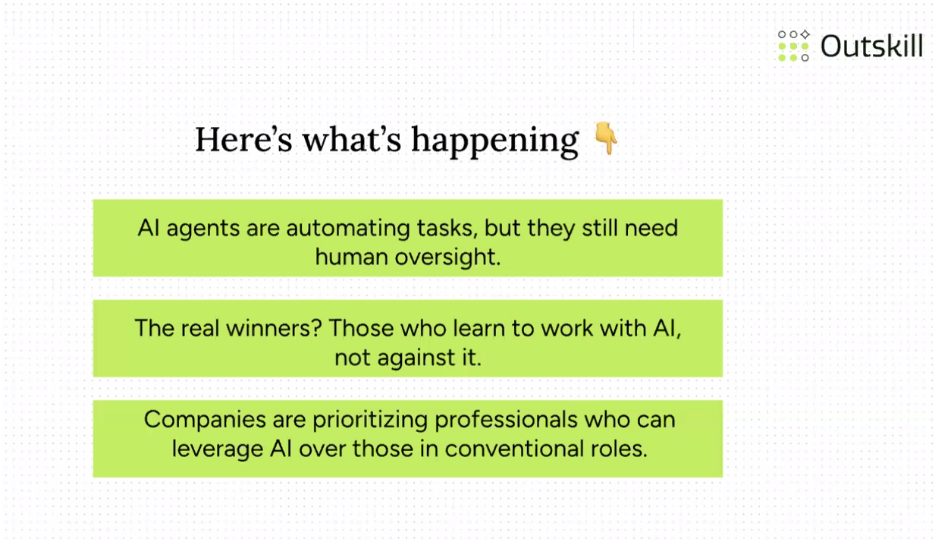 Outskill
Here’s what’s happening 👇
AI agents are automating tasks, but they still need
human oversight.
The real winners? Those who learn to work with AI,
not against it.
Companies are prioritizing professionals who can
leverage AI over those in conventional roles.